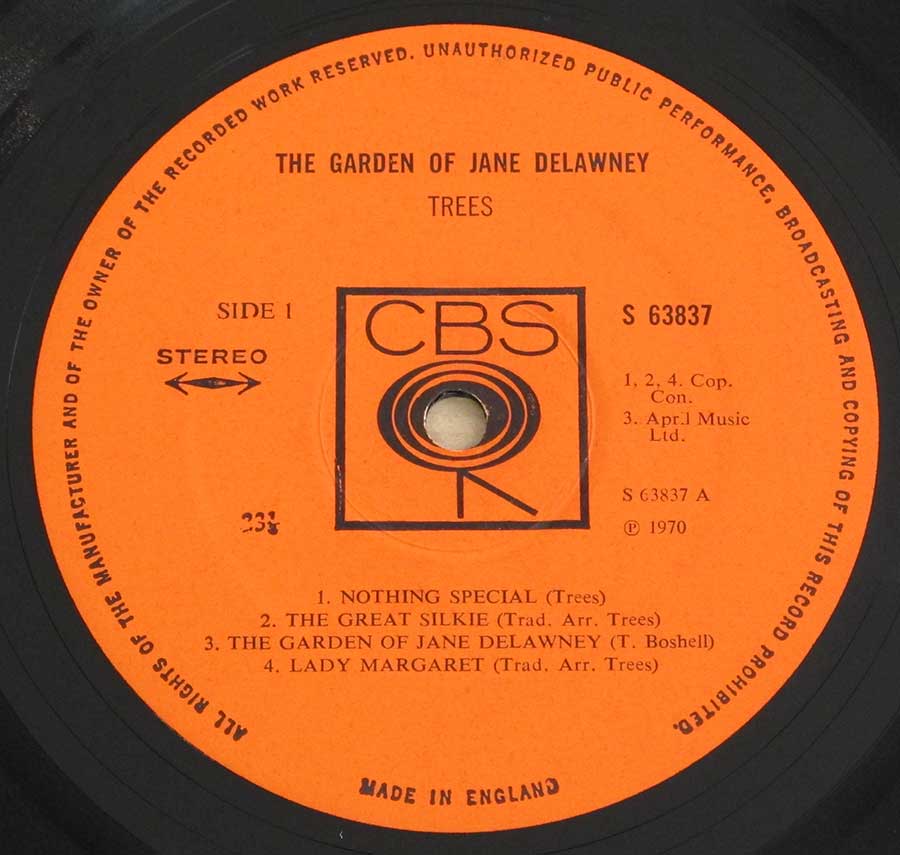 ALL RIGHTS OF THE MANUFACTURER AND OF THE OWNER OF THE RECORDED WORK RESERVED. UNAUTHORIZED PUBLIC PERFORMANCE, BROADCASTING AND COPYING OF THIS RECORD PROHIBITED.
THE GARDEN OF JANE DELAWNEY
TREES
SIDE 1
STEREO
CBS
S 63837
1, 2, 4. Cop.
Con.
3. April Music
Ltd.
S 63837 A
℗ 1970
33⅓
1. NOTHING SPECIAL (Trees)
2. THE GREAT SILKIE (Trad. Arr. Trees)
3. THE GARDEN OF JANE DELAWNEY (T. Boshell)
4. LADY MARGARET (Trad. Arr. Trees)
MADE IN ENGLAND